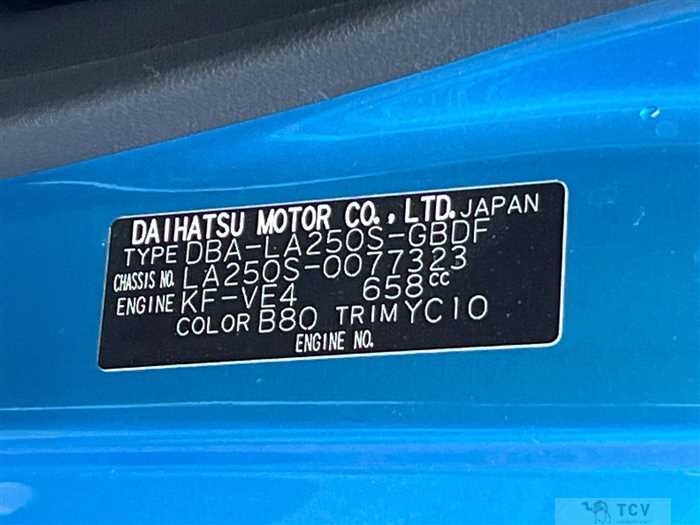 DAIHATSU MOTOR CO., LTD. JAPAN
TYPE DBA-LA250S-GBDF
CHASSIS NO. LA250S-0077323
ENGINE KF-VE4 658cc
COLOR B80 TRIM YC10
ENGINE NO.
TCV